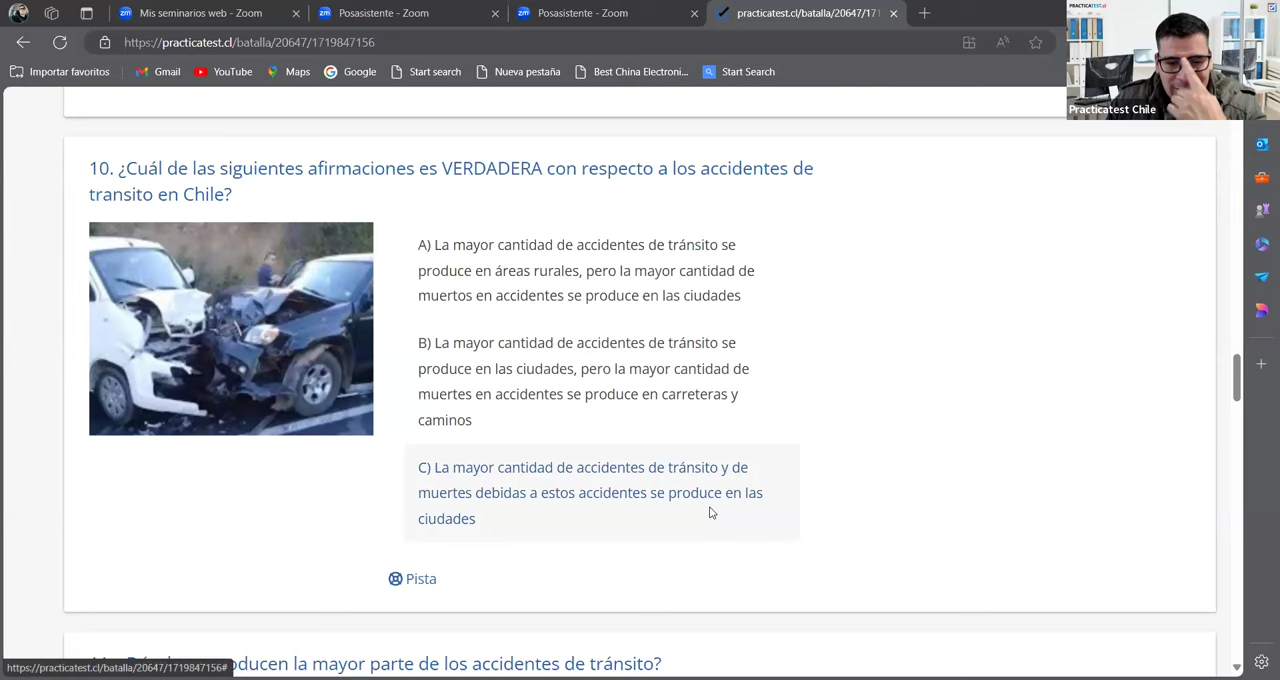 Mis seminarios web - Zoom
Posasistente - Zoom
Posasistente - Zoom
practicatest.cl/batalla/20647/171
https://practicatest.cl/batalla/20647/1719847156
Importar favoritos
Gmail
YouTube
Maps
Google
Start search
Nueva pestaña
Best China Electroni...
Start Search
PRACTICATEST.cl
Practicatest Chile
10. ¿Cuál de las siguientes afirmaciones es VERDADERA con respecto a los accidentes de
transito en Chile?
A) La mayor cantidad de accidentes de tránsito se
produce en áreas rurales, pero la mayor cantidad de
muertos en accidentes se produce en las ciudades
B) La mayor cantidad de accidentes de tránsito se
produce en las ciudades, pero la mayor cantidad de
muertes en accidentes se produce en carreteras y
caminos
C) La mayor cantidad de accidentes de tránsito y de
muertes debidas a estos accidentes se produce en las
ciudades
Pista
producen la mayor parte de los accidentes de tránsito?
https://practicatest.cl/batalla/20647/1719847156#